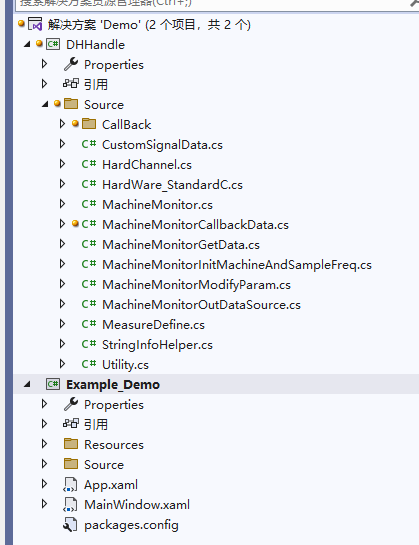 搜索解决方案资源管理器(Ctrl+;)
解决方案 'Demo' (2 个项目，共 2 个)
DHHandle
Properties
引用
Source
CallBack
C# CustomSignalData.cs
C# HardChannel.cs
C# HardWare_StandardC.cs
C# MachineMonitor.cs
C# MachineMonitorCallbackData.cs
C# MachineMonitorGetData.cs
C# MachineMonitorInitMachineAndSampleFreq.cs
C# MachineMonitorModifyParam.cs
C# MachineMonitorOutDataSource.cs
C# MeasureDefine.cs
C# StringInfoHelper.cs
C# Utility.cs
C# Example_Demo
Properties
引用
Resources
Source
App.xaml
MainWindow.xaml
packages.config